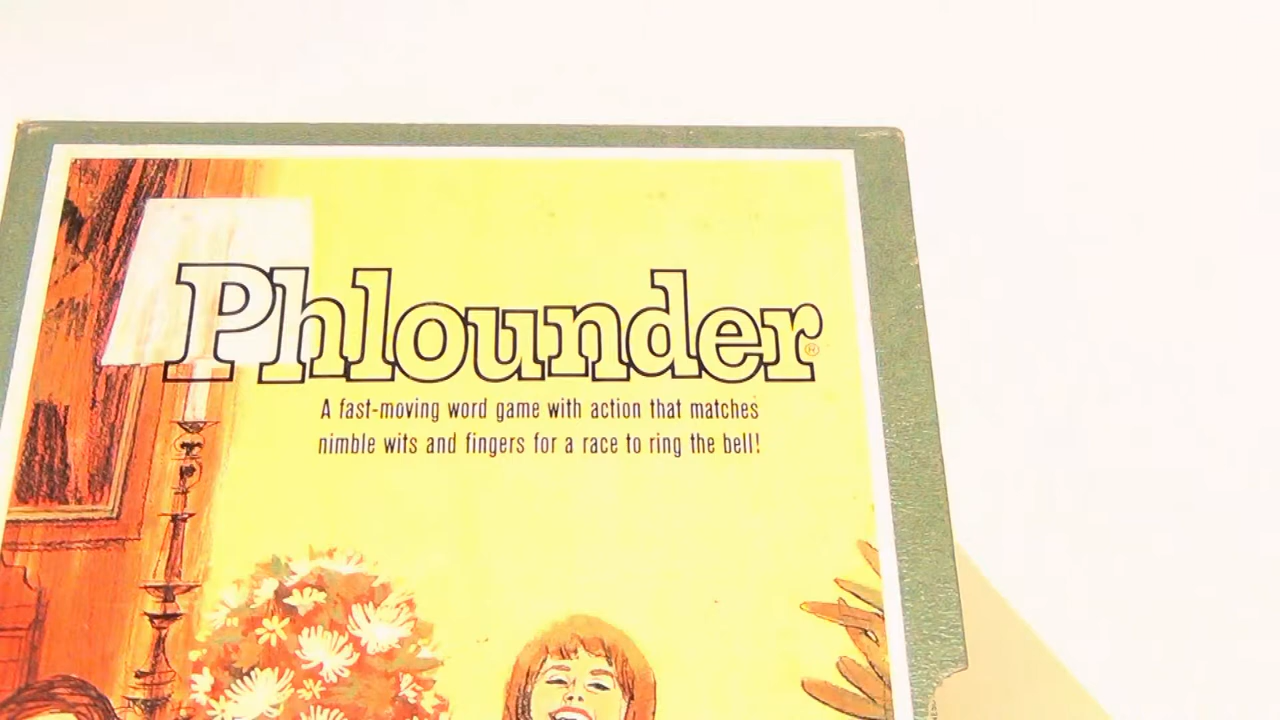 Phlounder®
A fast-moving word game with action that matches
nimble wits and fingers for a race to ring the bell!